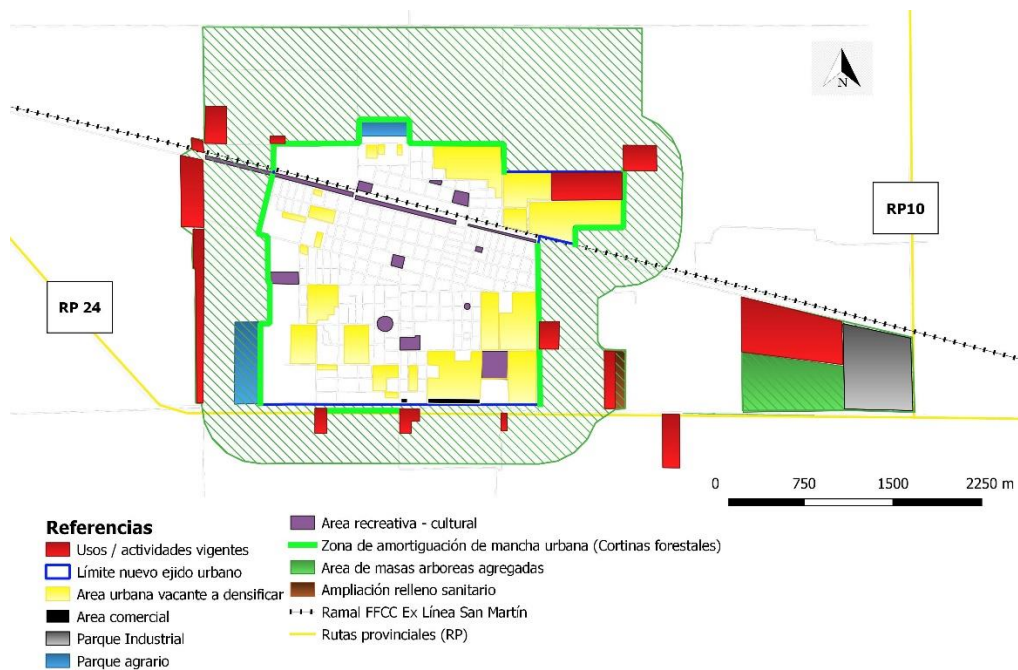 N
RP10
RP 24
0 750 1500 2250 m
Referencias
Usos / actividades vigentes
Límite nuevo ejido urbano
Area urbana vacante a densificar
Area comercial
Parque Industrial
Parque agrario
Area recreativa - cultural
Zona de amortiguación de mancha urbana (Cortinas forestales)
Area de masas arboreas agregadas
Ampliación relleno sanitario
Ramal FFCC Ex Línea San Martín
Rutas provinciales (RP)